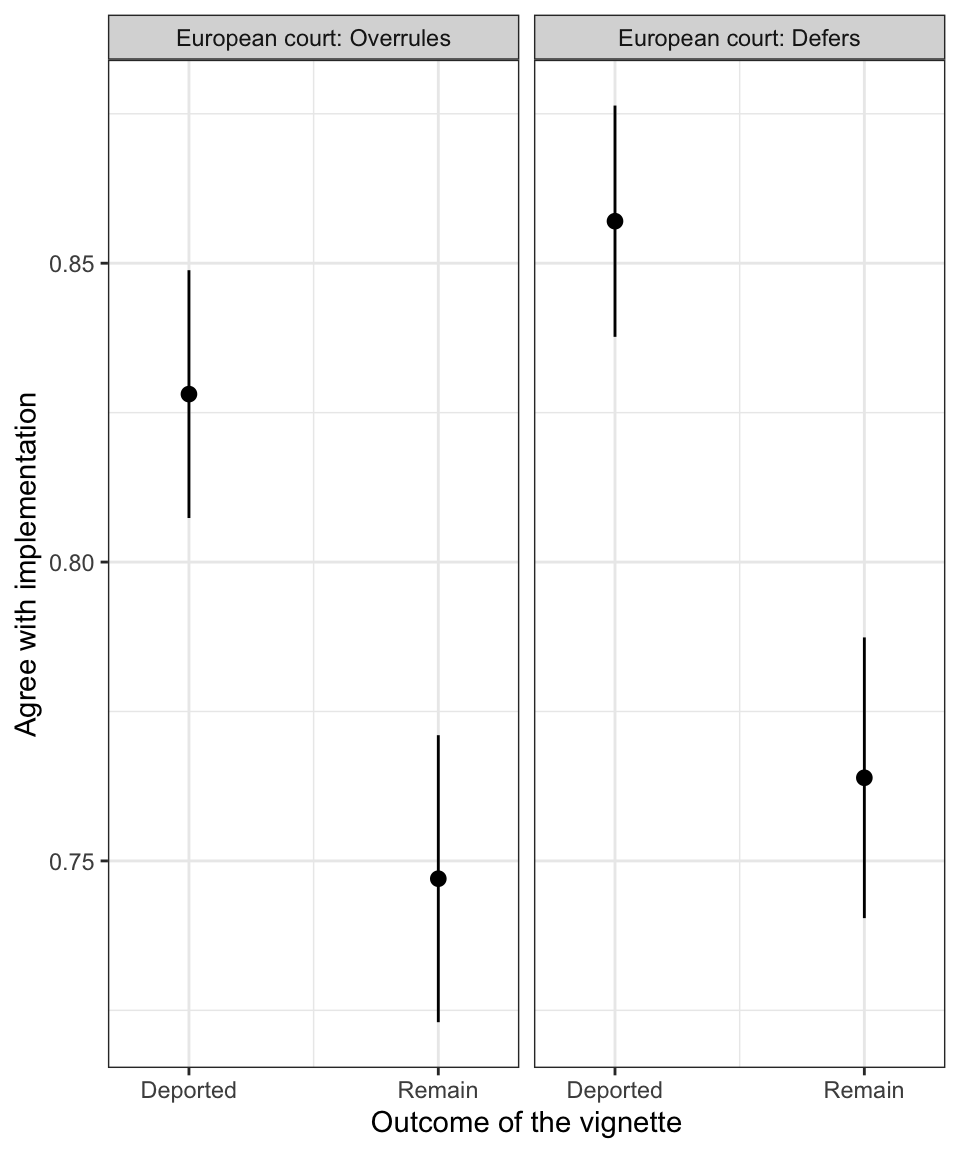 European court: Overrules
European court: Defers
Agree with implementation
0.85
0.80
0.75
Deported
Remain
Deported
Remain
Outcome of the vignette